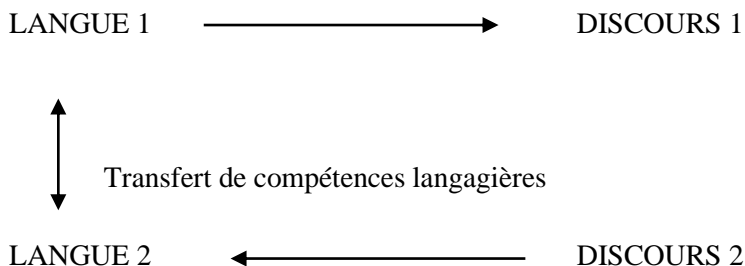 LANGUE 1 DISCOURS 1
Transfert de compétences langagières
LANGUE 2 DISCOURS 2